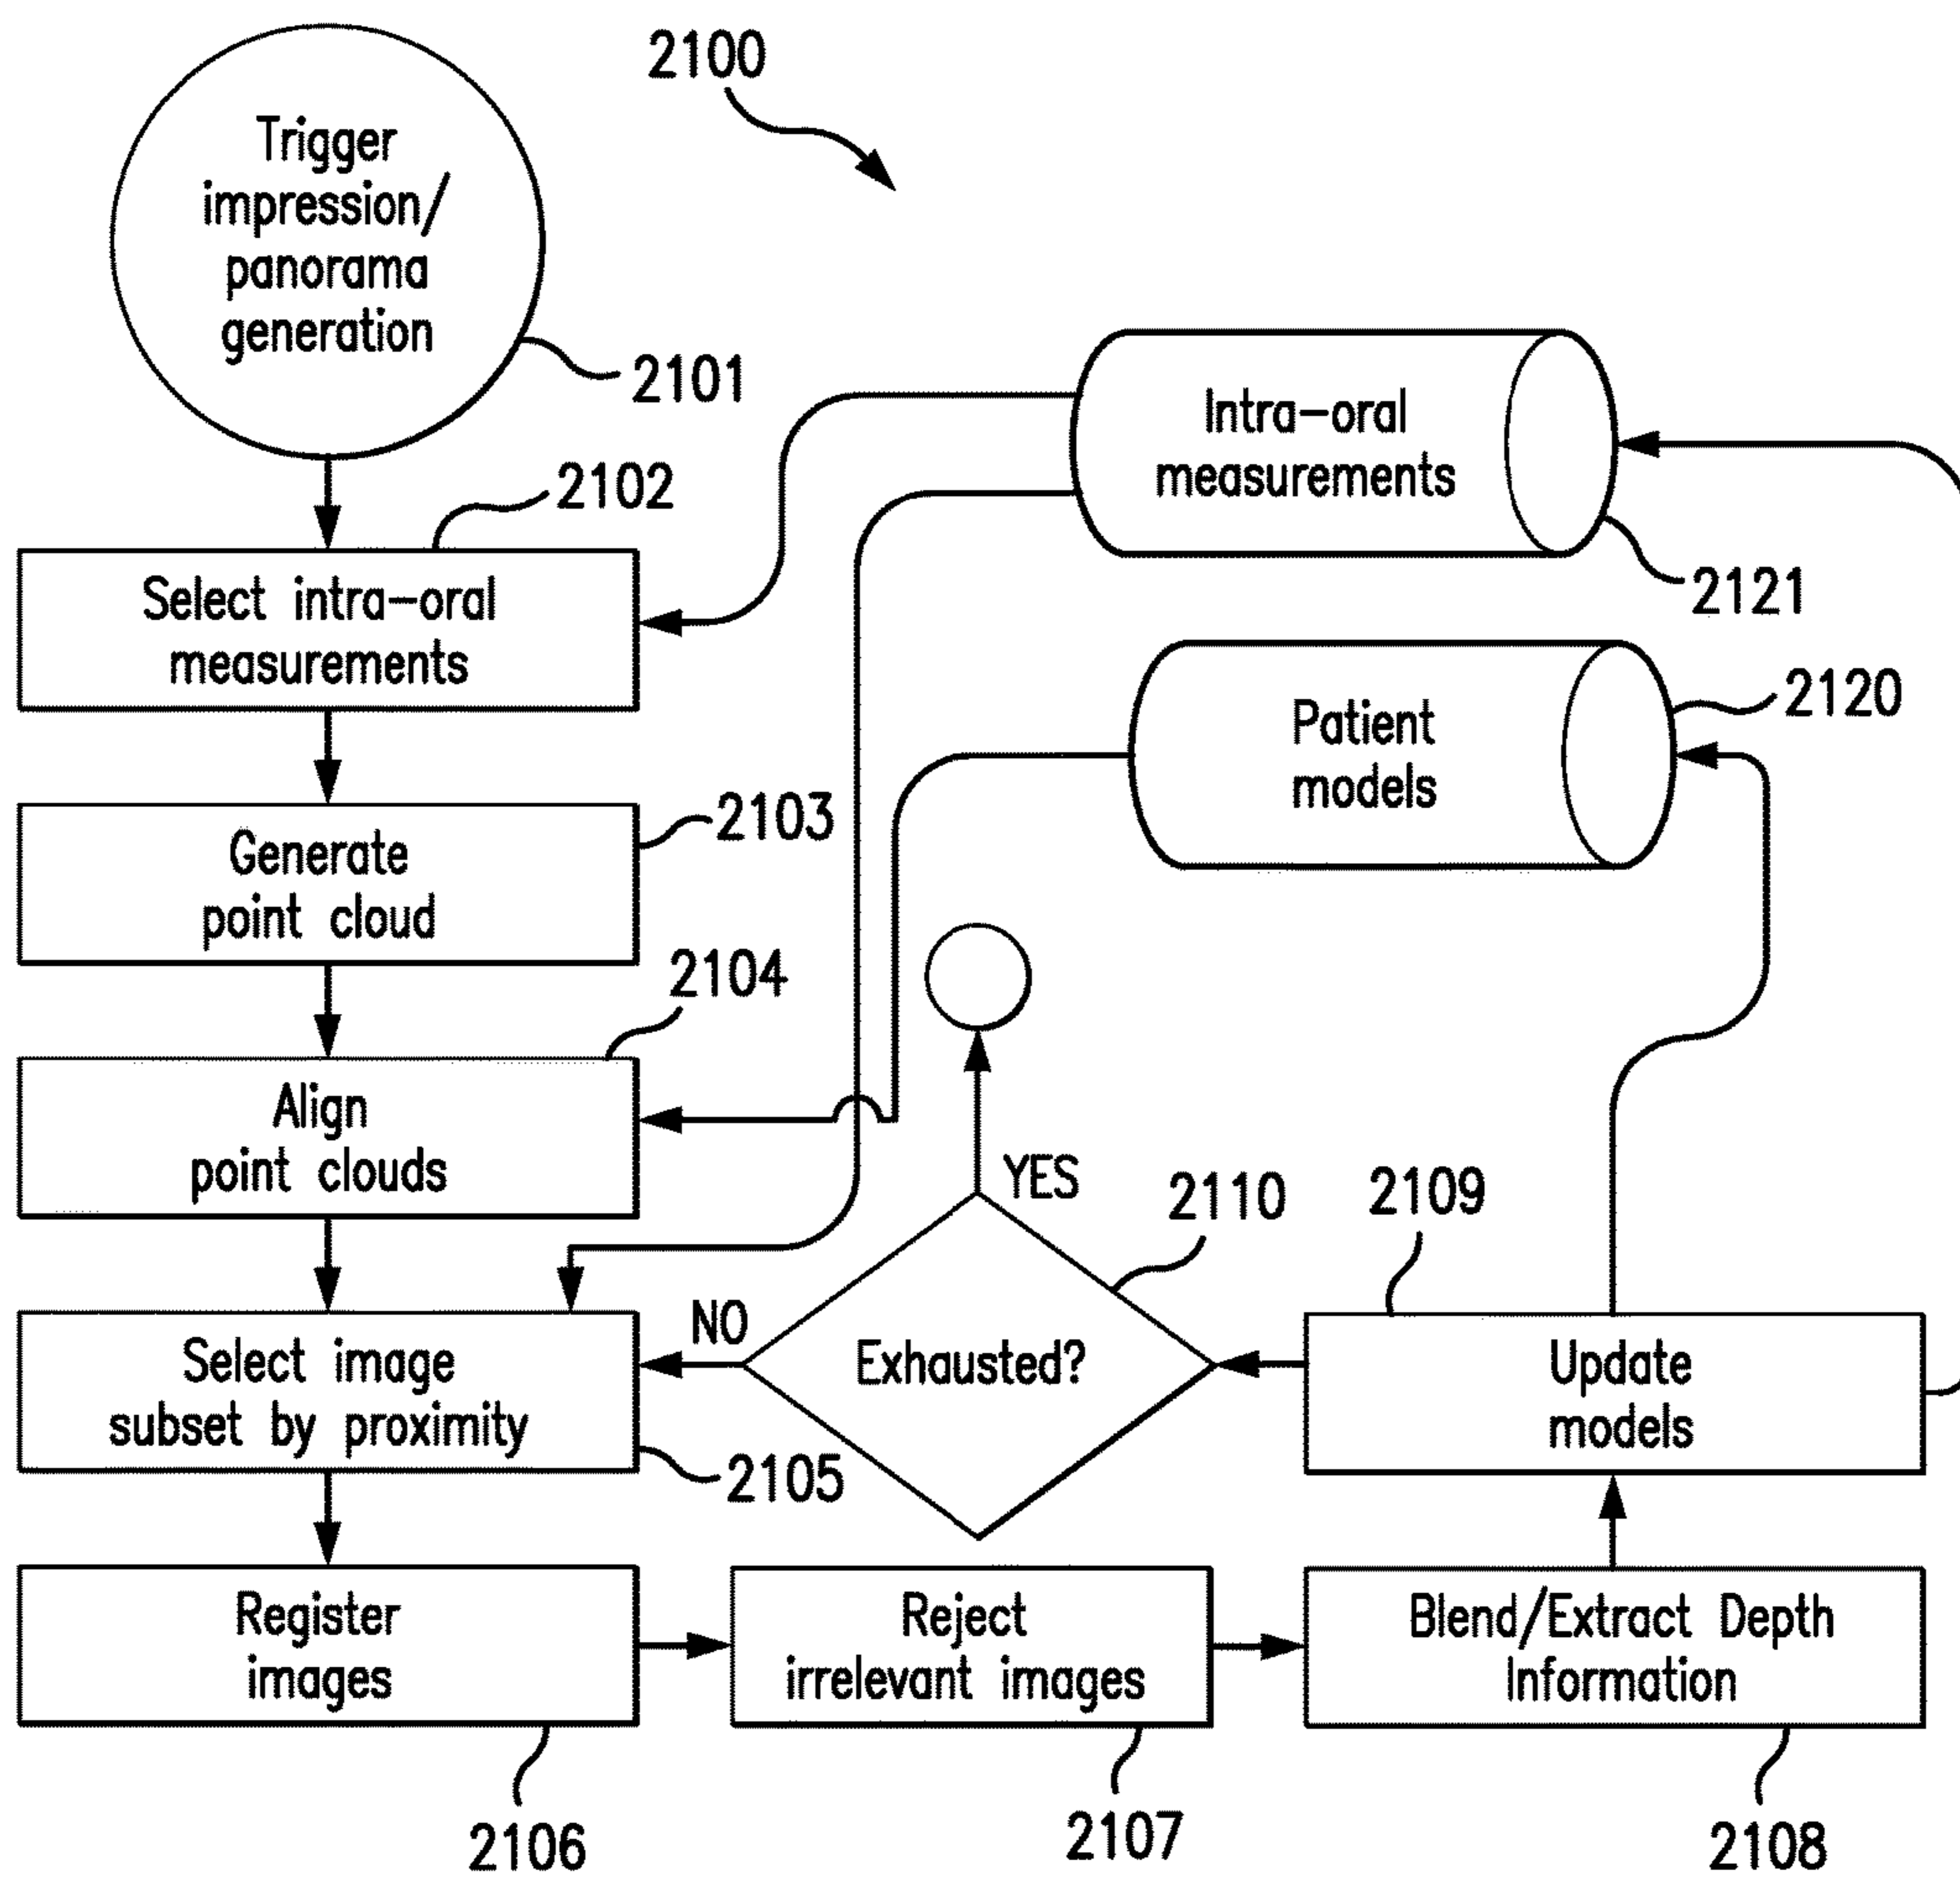 2100
Trigger
impression/
panorama
generation
2101
2102
Intra-oral
measurements
2121
Select intra-oral
measurements
2120
Patient
models
2103
Generate
point cloud
2104
Align
point clouds
YES
2110
2109
NO
Select image
subset by proximity
2105
Exhausted?
Update
models
Register
images
Reject
irrelevant images
Blend/Extract Depth
Information
2106
2107
2108